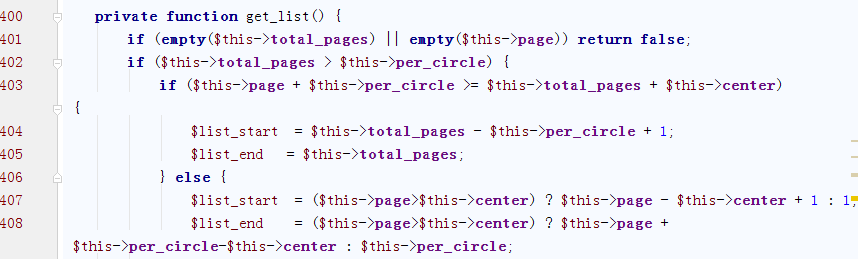 400 private function get_list() {
401 if (empty($this->total_pages) || empty($this->page)) return false;
402 if ($this->total_pages > $this->per_circle) {
403 if ($this->page + $this->per_circle >= $this->total_pages + $this->center)
{
404 $list_start = $this->total_pages - $this->per_circle + 1;
405 $list_end = $this->total_pages;
406 } else {
407 $list_start = ($this->page>$this->center) ? $this->page - $this->center + 1 : 1;
408 $list_end = ($this->page>$this->center) ? $this->page +
$this->per_circle-$this->center : $this->per_circle;